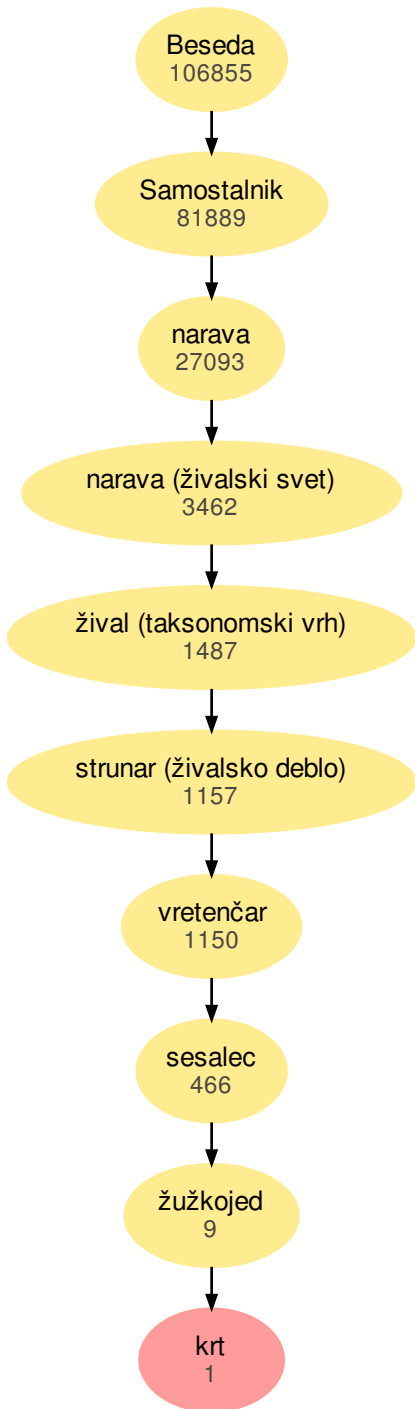 Beseda
106855
Samostalnik
81889
narava
27093
narava (živalski svet)
3462
žival (taksonomski vrh)
1487
strunar (živalsko deblo)
1157
vretenčar
1150
sesalec
466
žužkojed
9
krt
1